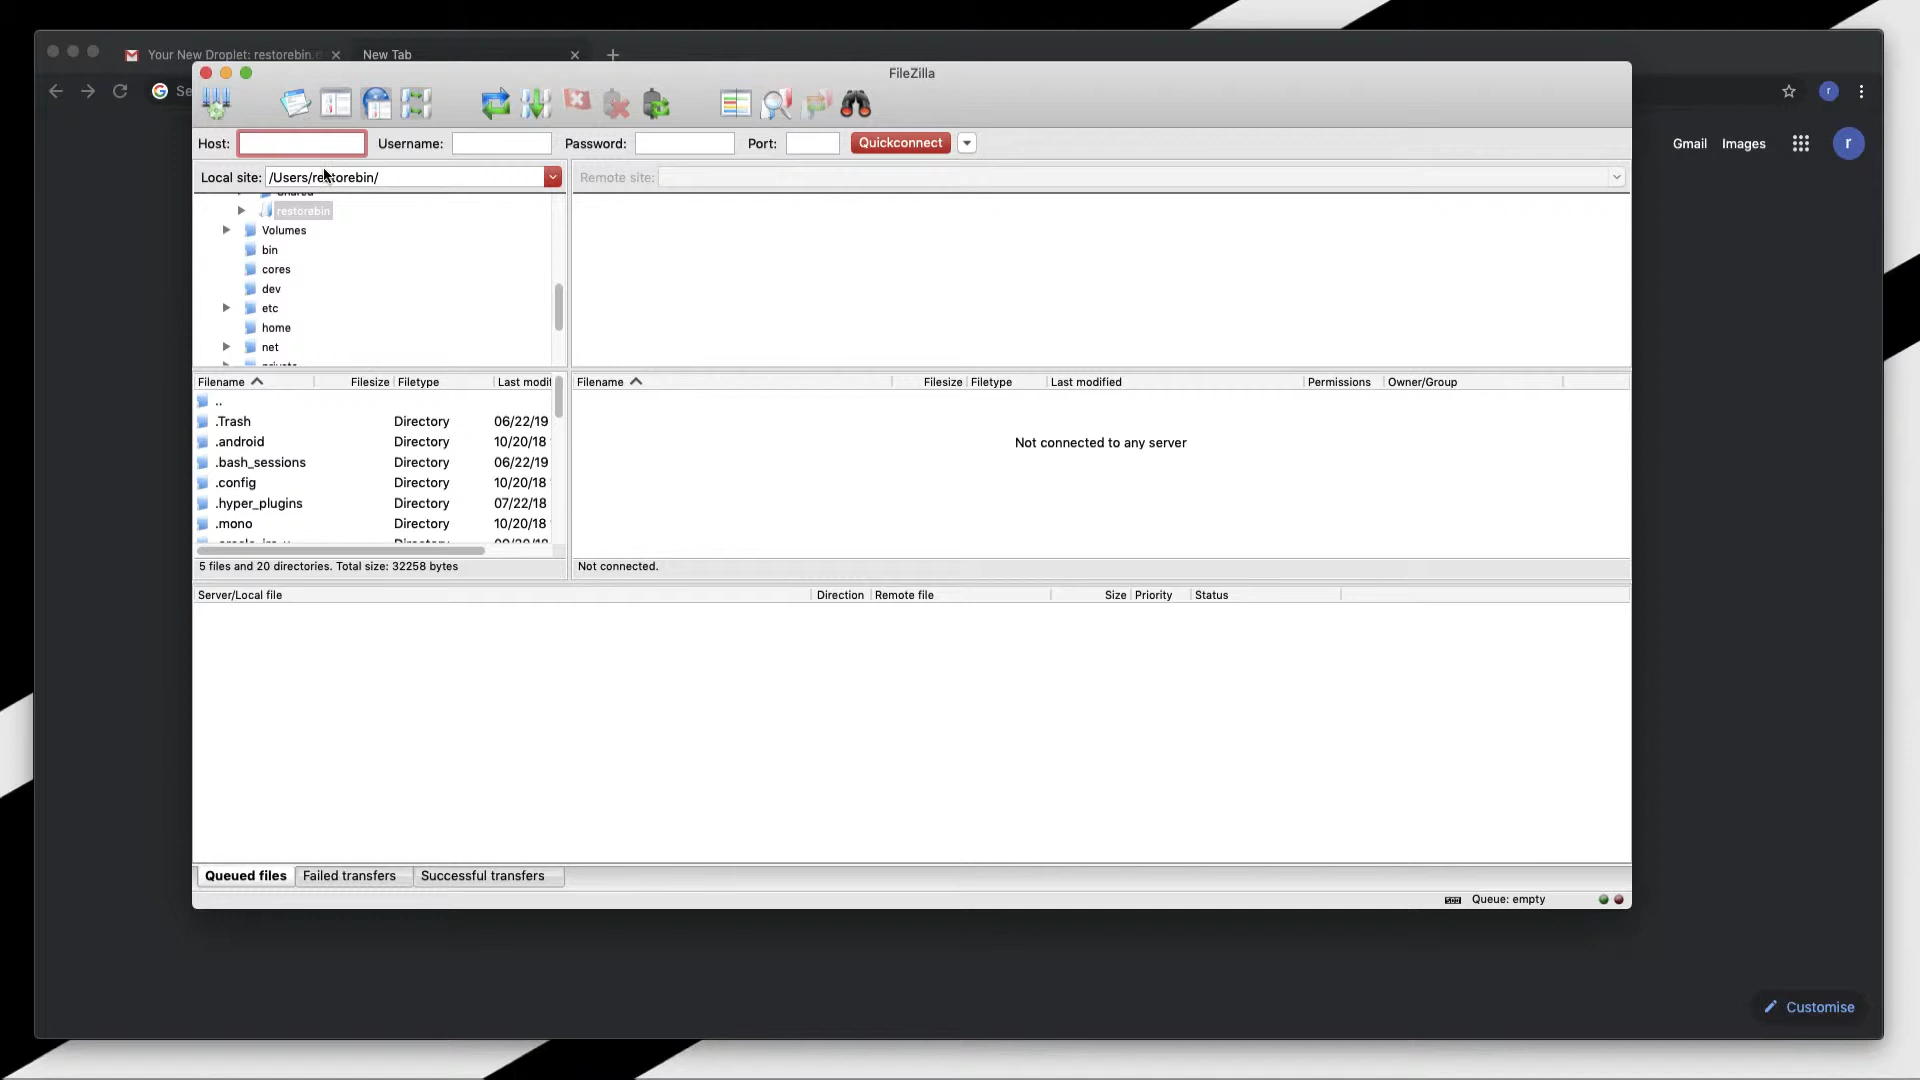 Your New Droplet: restorebin.
New Tab
FileZilla
Se
Gmail Images
r
r
Host: Username: Password: Port: Quickconnect
Local site: /Users/restorebin/
Remote site:
Shared
restorebin
Volumes
bin
cores
dev
etc
home
net
private
Filename Filesize Filetype Last modif
Filename Filesize Filetype Last modified Permissions Owner/Group
..
.Trash Directory 06/22/19
.android Directory 10/20/18
.bash_sessions Directory 06/22/19
.config Directory 10/20/18
.hyper_plugins Directory 07/22/18
.mono Directory 10/20/18
Directory
Not connected to any server
5 files and 20 directories. Total size: 32258 bytes
Not connected.
Server/Local file Direction Remote file Size Priority Status
Queued files Failed transfers Successful transfers
Queue: empty
Customise